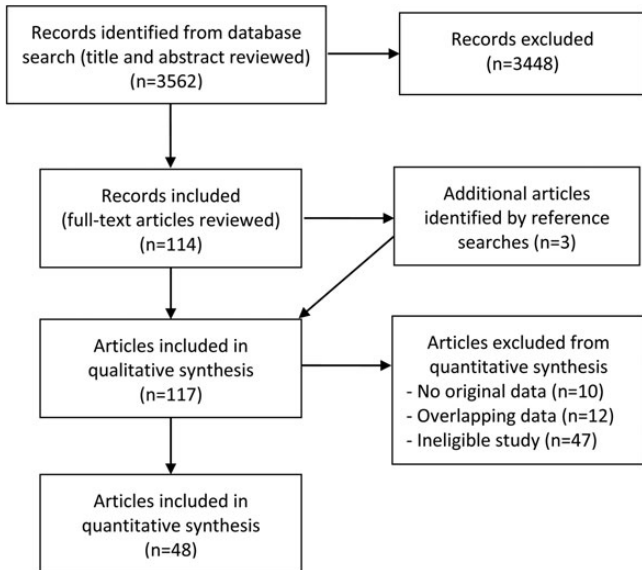 Records identified from database
search (title and abstract reviewed)
(n=3562)
Records excluded
(n=3448)
Records included
(full-text articles reviewed)
(n=114)
Additional articles
identified by reference
searches (n=3)
Articles included in
qualitative synthesis
(n=117)
Articles excluded from
quantitative synthesis
- No original data (n=10)
- Overlapping data (n=12)
- Ineligible study (n=47)
Articles included in
quantitative synthesis
(n=48)